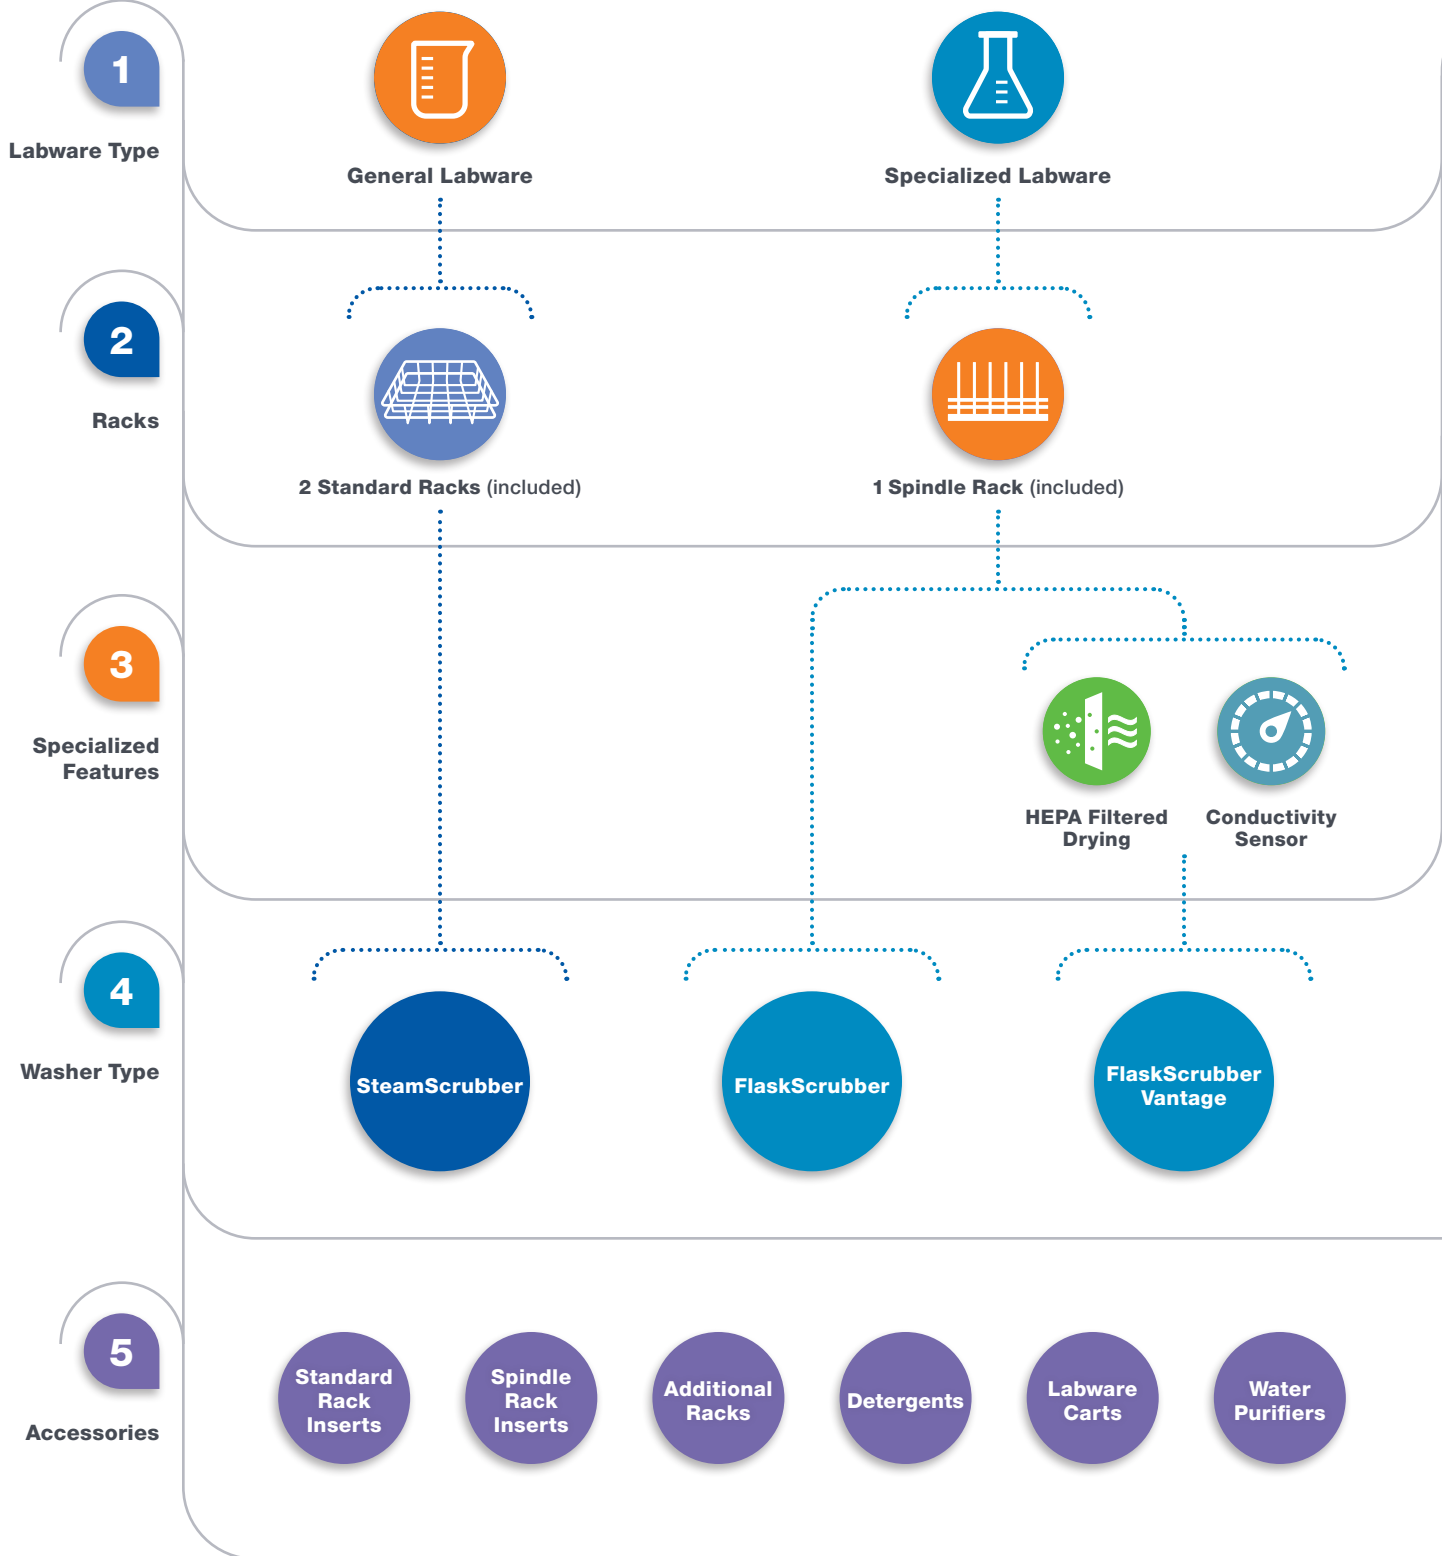 1
Labware Type
General Labware
Specialized Labware
2
Racks
2 Standard Racks (included)
1 Spindle Rack (included)
3
Specialized
Features
HEPA Filtered
Drying
Conductivity
Sensor
4
Washer Type
SteamScrubber
FlaskScrubber
FlaskScrubber
Vantage
5
Accessories
Standard
Rack
Inserts
Spindle
Rack
Inserts
Additional
Racks
Detergents
Labware
Carts
Water
Purifiers